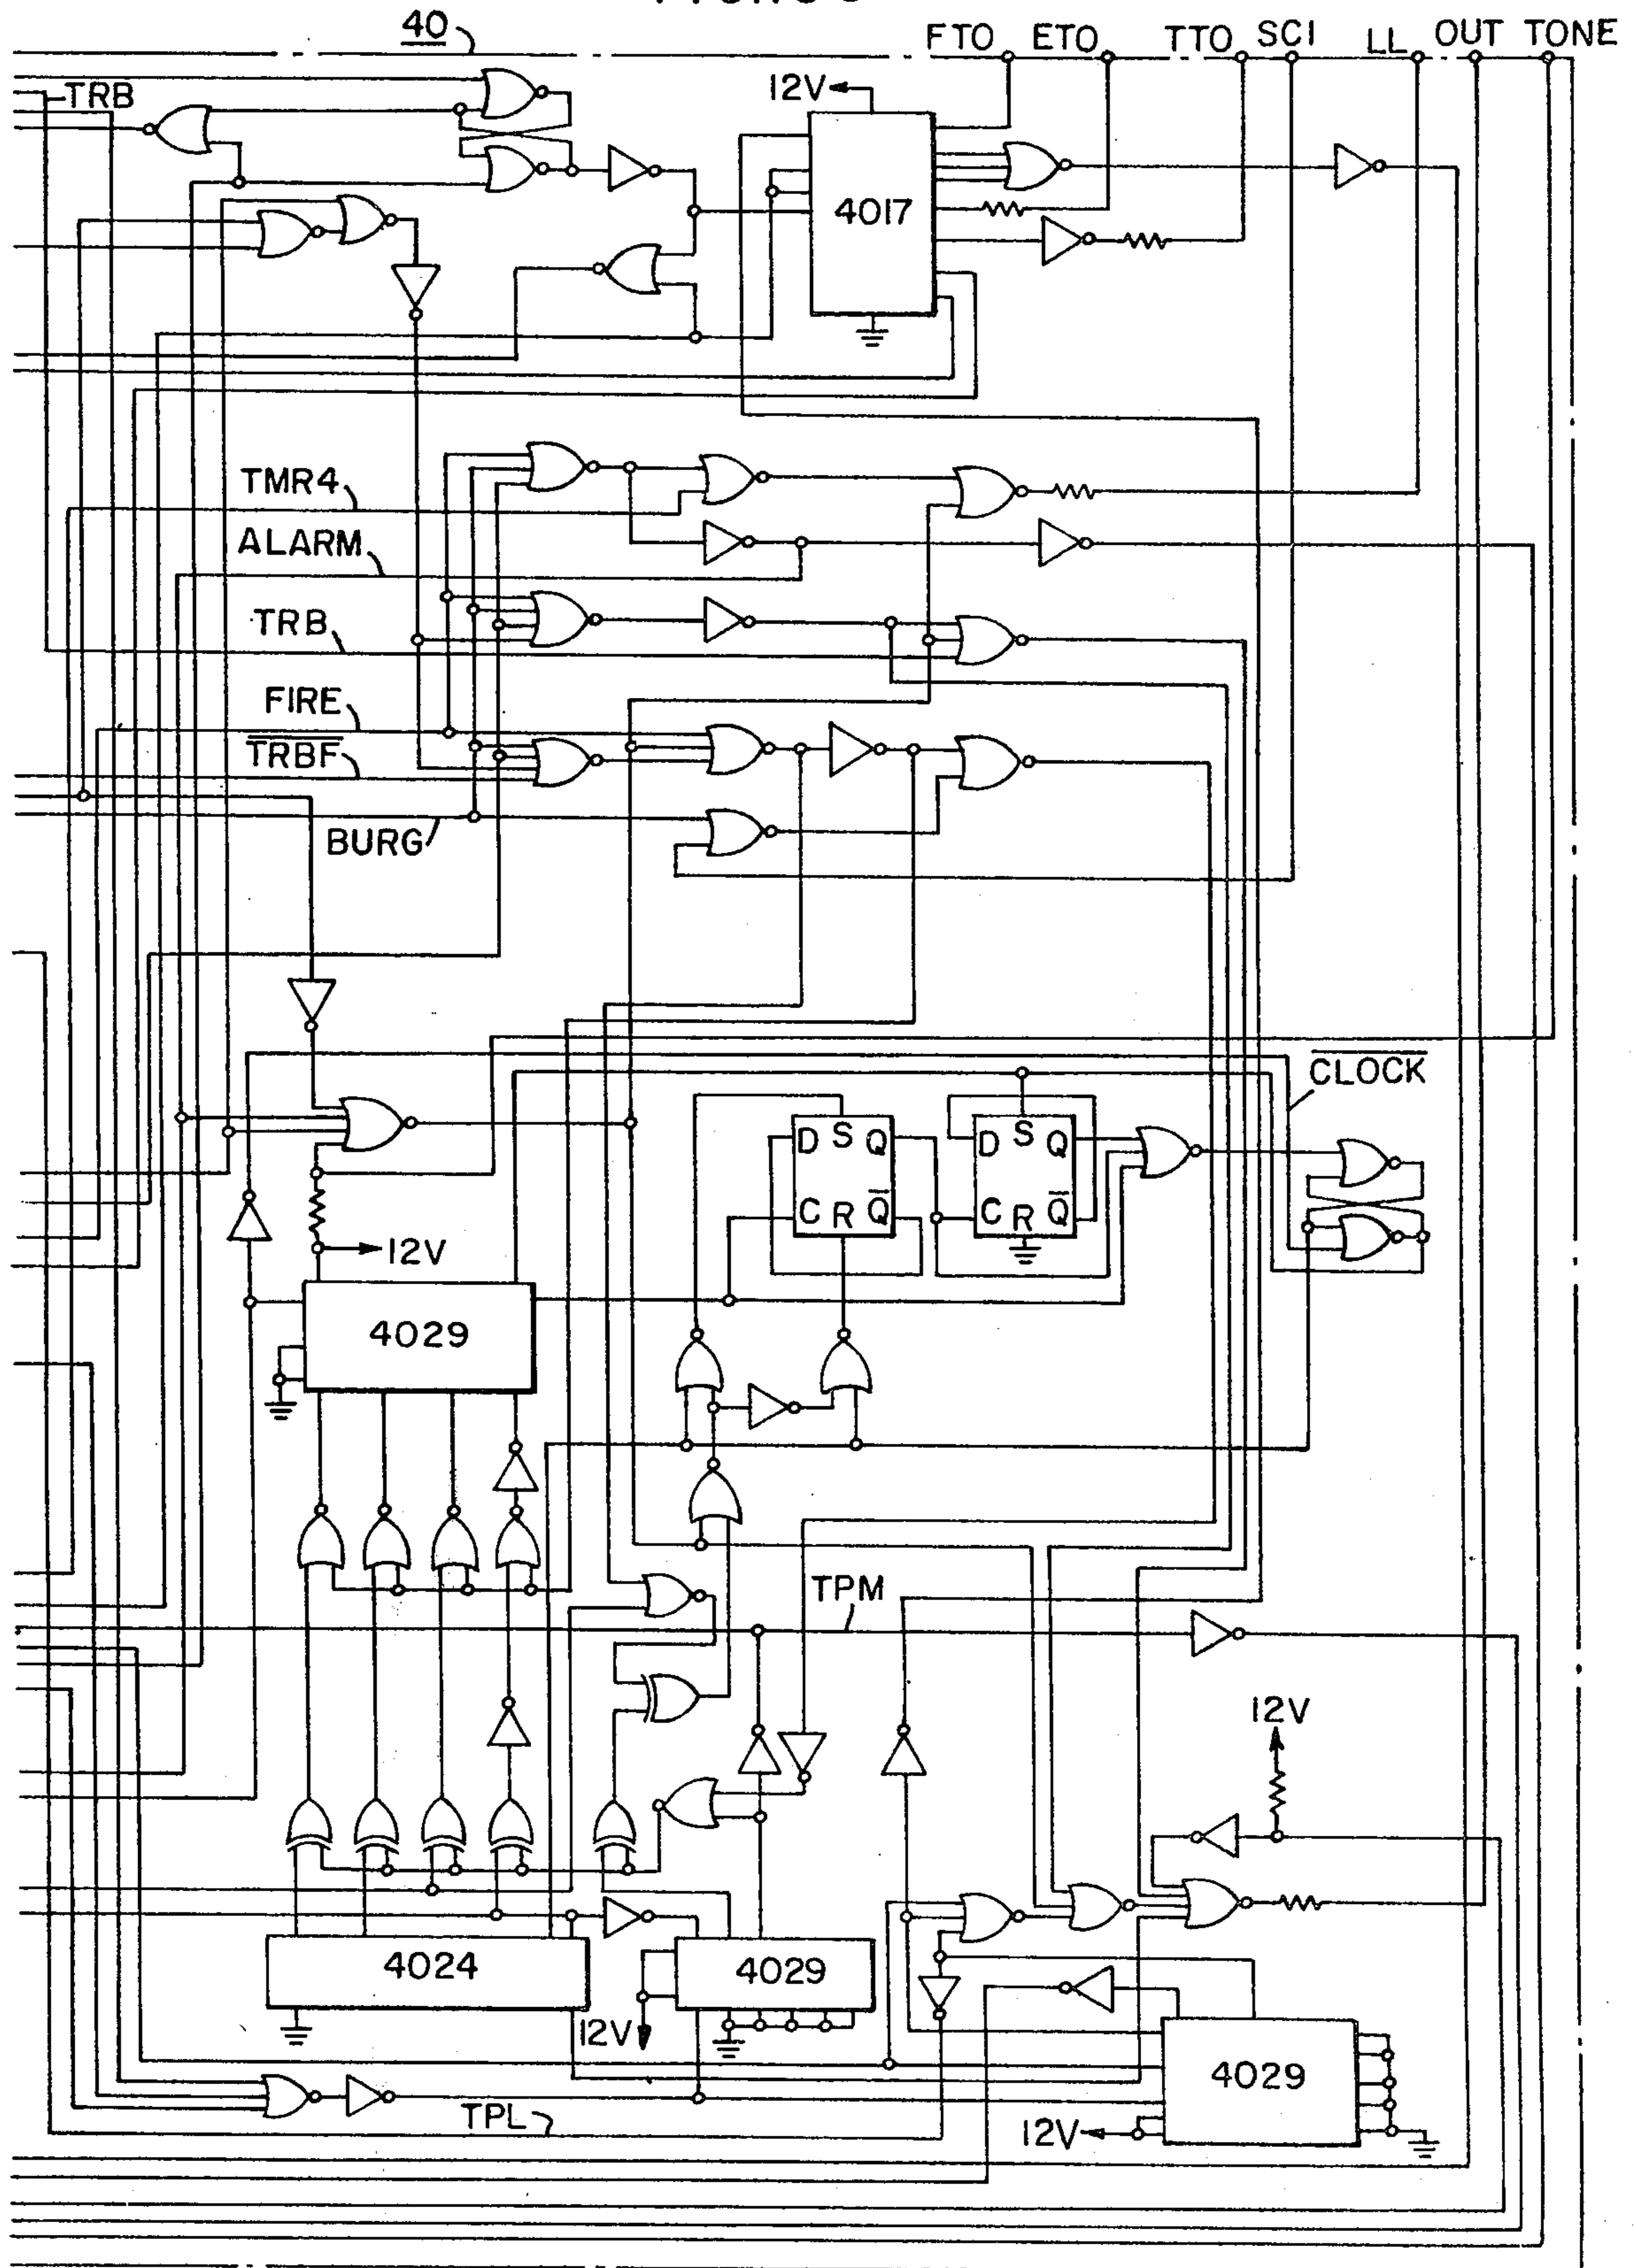 40
FTO ETO TTO SCI LL OUT TONE
TRB
12V
4017
TMR4
ALARM
TRB
FIRE
TRBF
BURG
CLOCK
D S Q
C R Q
D S Q
C R Q
12V
4029
TPM
12V
4024
4029
12V
4029
TPL
12V